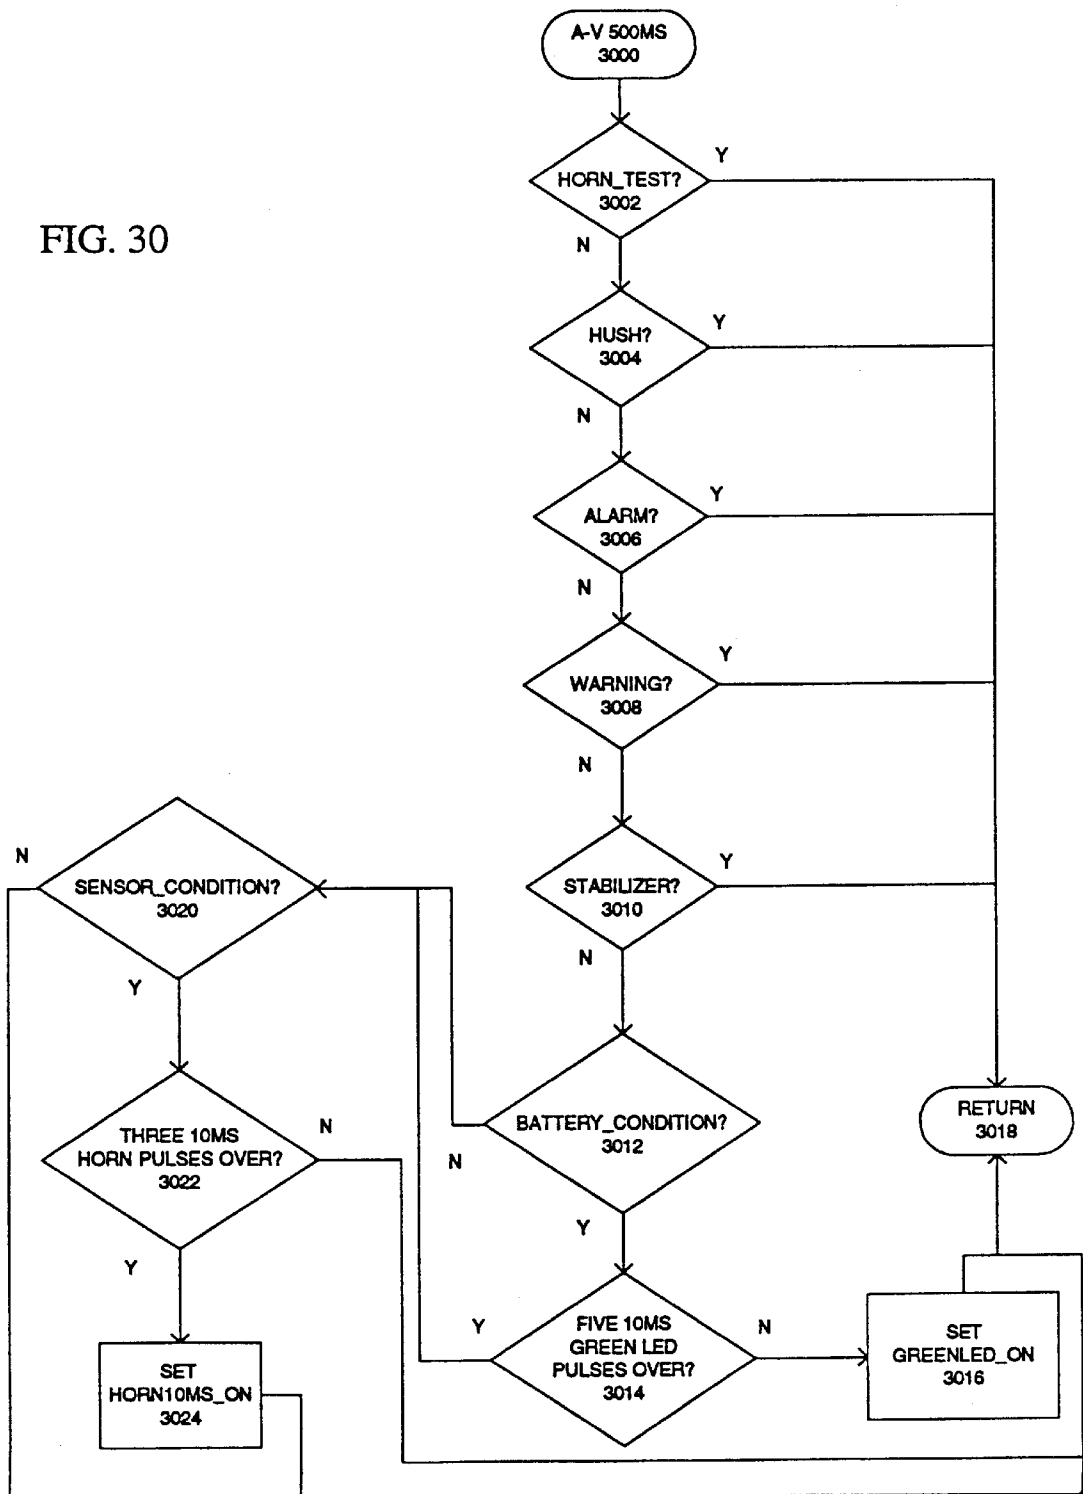 A-V 500MS
3000
Y
HORN_TEST?
3002
FIG. 30
N
Y
HUSH?
3004
N
Y
ALARM?
3006
N
Y
WARNING?
3008
N
N
SENSOR_CONDITION?
3020
Y
Y
STABILIZER?
3010
N
THREE 10MS
HORN PULSES OVER?
3022
N
Y
BATTERY_CONDITION?
3012
N
Y
RETURN
3018
SET
HORN10MS_ON
3024
Y
FIVE 10MS
GREEN LED
PULSES OVER?
3014
N
SET
GREENLED_ON
3016